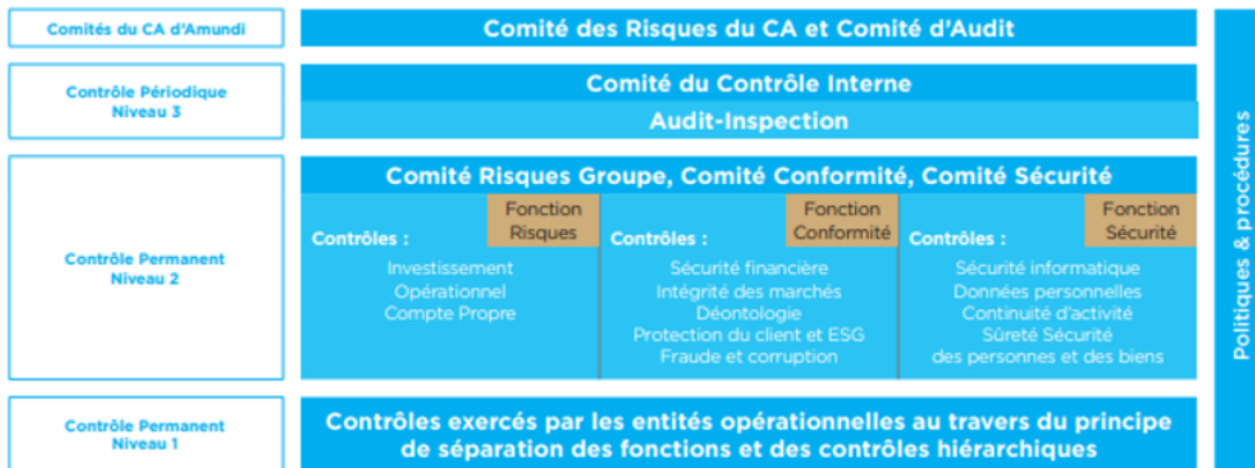 Comités du CA d'Amundi
Comité des Risques du CA et Comité d'Audit
Contrôle Périodique
Niveau 3
Comité du Contrôle Interne
Audit-Inspection
Contrôle Permanent
Niveau 2
Comité Risques Groupe, Comité Conformité, Comité Sécurité
Fonction
Risques
Contrôles :
Investissement
Opérationnel
Compte Propre
Fonction
Conformité
Contrôles :
Sécurité financière
Intégrité des marchés
Déontologie
Protection du client et ESG
Fraude et corruption
Fonction
Sécurité
Contrôles :
Sécurité informatique
Données personnelles
Continuité d'activité
Sûreté Sécurité
des personnes et des biens
Contrôle Permanent
Niveau 1
Contrôles exercés par les entités opérationnelles au travers du principe
de séparation des fonctions et des contrôles hiérarchiques
Politiques & procédures